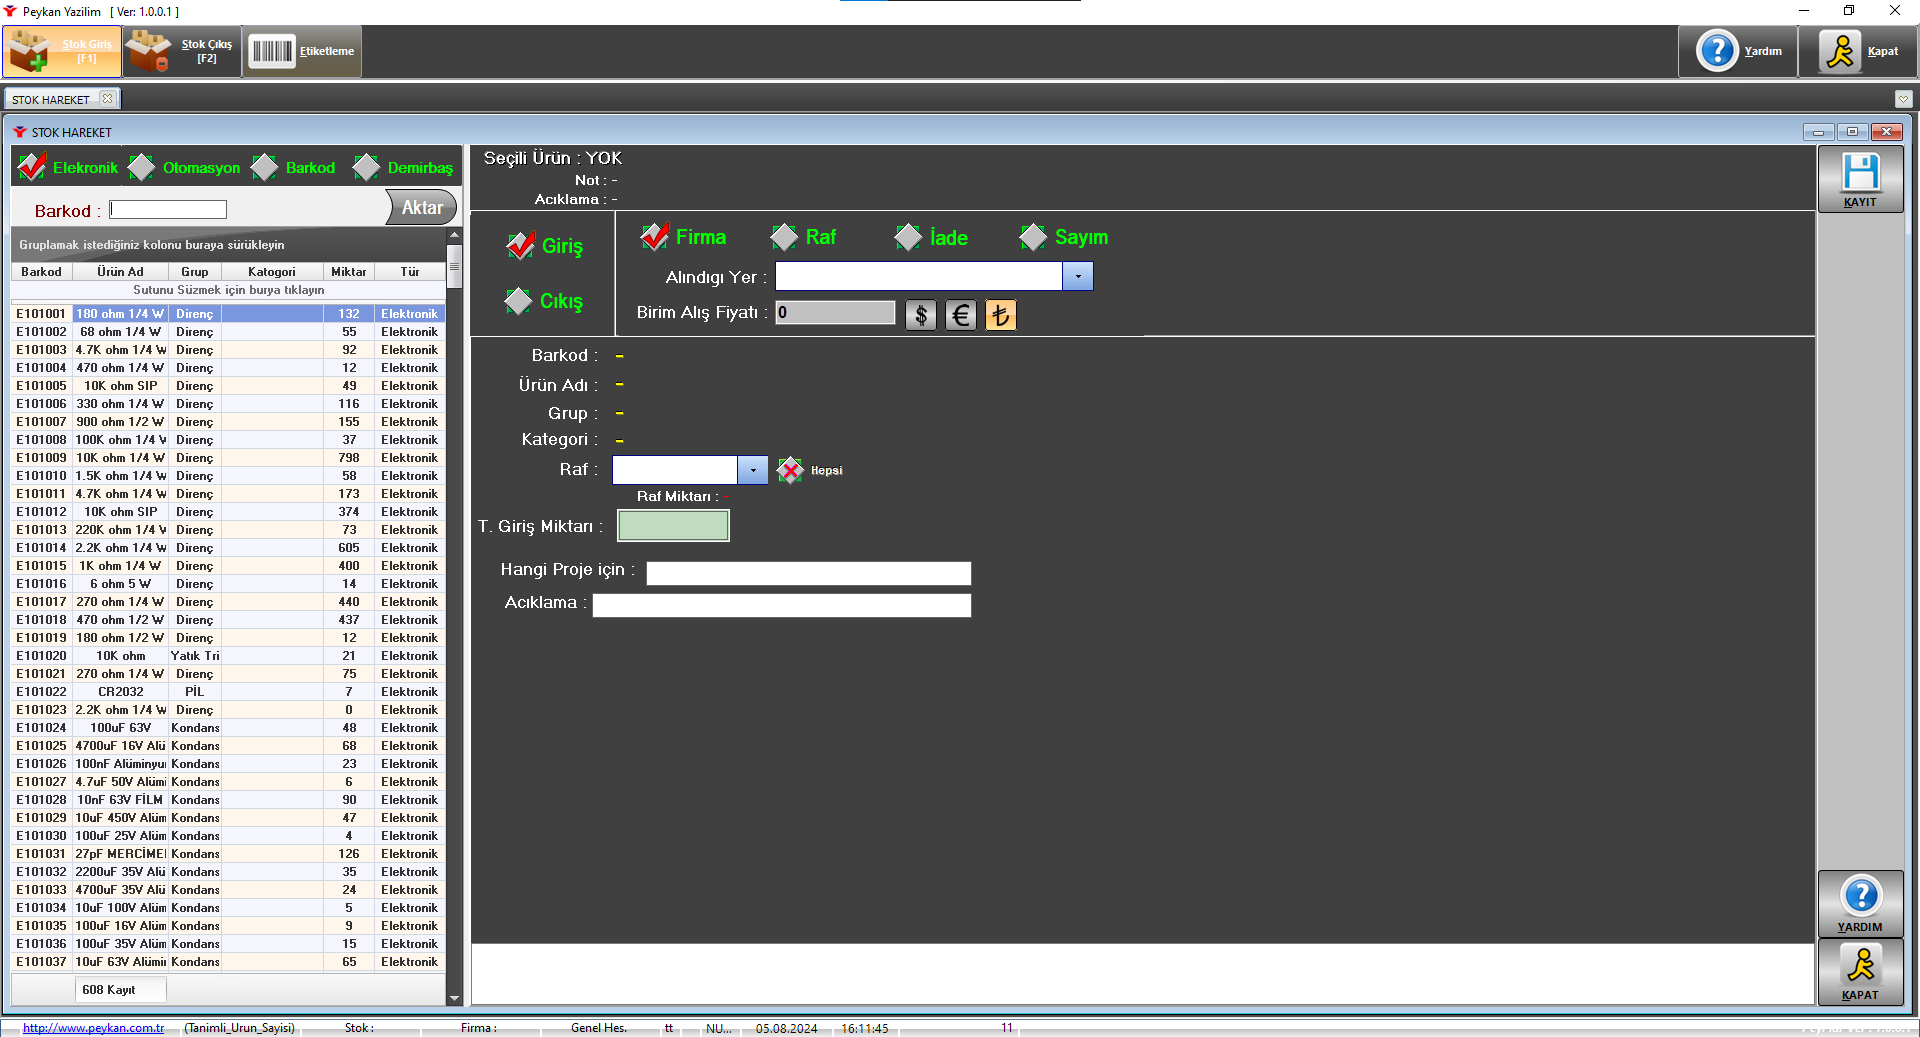 Peykan Yazilim [ Ver: 1.0.0.1 ]
Stok Giriş
[F1]
Stok Çıkış
[F2]
Etiketleme
Yardım
Kapat
STOK HAREKET
STOK HAREKET
Elekronik Otomasyon Barkod Demirbaş
Barkod :
Aktar
Gruplamak istediğiniz kolonu buraya sürükleyin
Barkod Ürün Ad Grup Katogori Miktar Tür
Sutunu Süzmek için burya tıklayın
E101001 180 ohm 1/4 W Direnç 132 Elektronik
E101002 68 ohm 1/4 W Direnç 55 Elektronik
E101003 4.7K ohm 1/4 W Direnç 92 Elektronik
E101004 470 ohm 1/4 W Direnç 12 Elektronik
E101005 10K ohm SIP Direnç 49 Elektronik
E101006 330 ohm 1/4 W Direnç 116 Elektronik
E101007 900 ohm 1/2 W Direnç 155 Elektronik
E101008 100K ohm 1/4 W Direnç 37 Elektronik
E101009 10K ohm 1/4 W Direnç 798 Elektronik
E101010 1.5K ohm 1/4 W Direnç 58 Elektronik
E101011 4.7K ohm 1/4 W Direnç 173 Elektronik
E101012 10K ohm SIP Direnç 374 Elektronik
E101013 220K ohm 1/4 W Direnç 73 Elektronik
E101014 2.2K ohm 1/4 W Direnç 605 Elektronik
E101015 1K ohm 1/4 W Direnç 400 Elektronik
E101016 6 ohm 5 W Direnç 14 Elektronik
E101017 270 ohm 1/4 W Direnç 440 Elektronik
E101018 470 ohm 1/2 W Direnç 437 Elektronik
E101019 180 ohm 1/2 W Direnç 12 Elektronik
E101020 10K ohm Yatık Tri 21 Elektronik
E101021 270 ohm 1/4 W Direnç 75 Elektronik
E101022 CR2032 PİL 7 Elektronik
E101023 2.2K ohm 1/4 W Direnç 0 Elektronik
E101024 100uF 63V Kondans 48 Elektronik
E101025 4700uF 16V Alü Kondans 68 Elektronik
E101026 100nF Alüminyu Kondans 23 Elektronik
E101027 4.7uF 50V Alümi Kondans 6 Elektronik
E101028 10nF 63V FİLM Kondans 90 Elektronik
E101029 10uF 450V Alüm Kondans 47 Elektronik
E101030 100uF 25V Alüm Kondans 4 Elektronik
E101031 27pF MERCİME Kondans 126 Elektronik
E101032 2200uF 35V Alü Kondans 35 Elektronik
E101033 4700uF 35V Alü Kondans 24 Elektronik
E101034 10uF 100V Alüm Kondans 5 Elektronik
E101035 100uF 16V Alüm Kondans 9 Elektronik
E101036 100uF 35V Alüm Kondans 15 Elektronik
E101037 10uF 63V Alümi Kondans 65 Elektronik
608 Kayıt
Seçili Ürün : YOK
Not : -
Acıklama : -
Giriş
Cıkış
Firma Raf İade Sayım
Alındıgı Yer :
Birim Alış Fiyatı : 0 $ € ₺
Barkod : -
Ürün Adı : -
Grup : -
Kategori : -
Raf : Hepsi
Raf Miktarı : -
T. Giriş Miktarı :
Hangi Proje için :
Acıklama :
KAYIT
YARDIM
KAPAT
http://www.peykan.com.tr (Tanimli_Urun_Sayisi) Stok : Firma : Genel Hes. tt NU... 05.08.2024 16:11:45 11